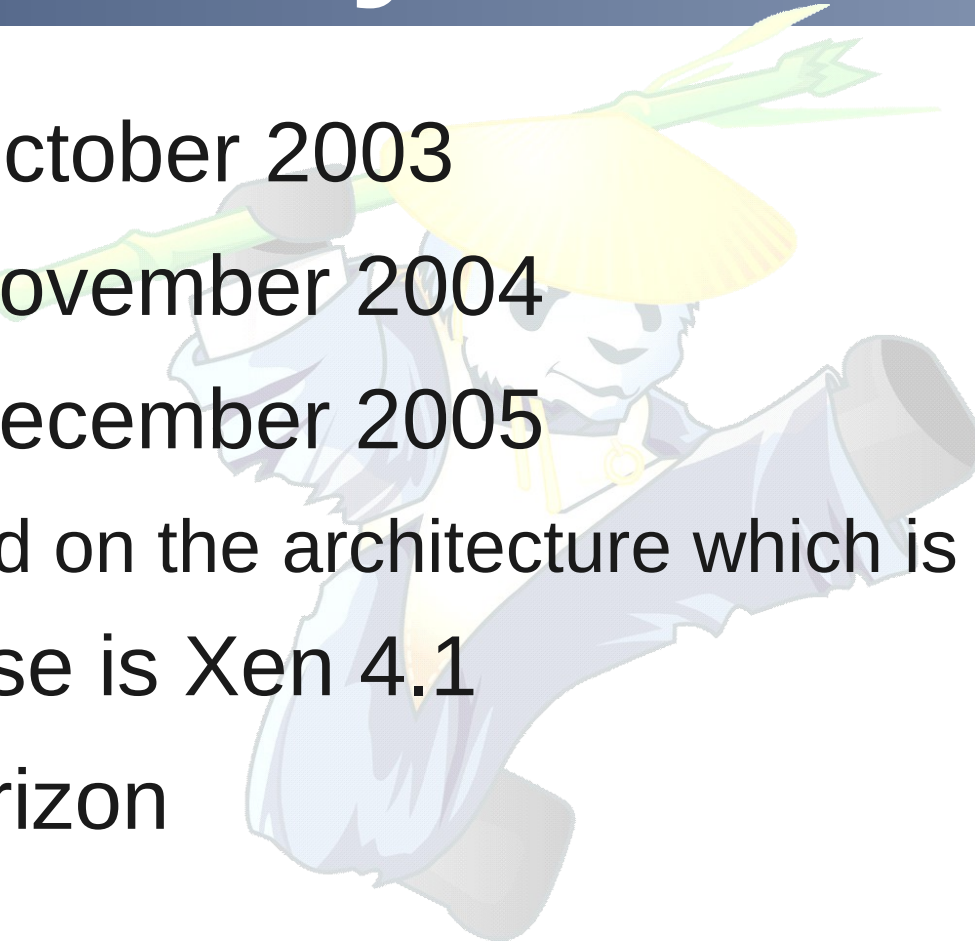 ctober 2003
ovember 2004
ecember 2005
d on the architecture which is
se is Xen 4.1
rizon